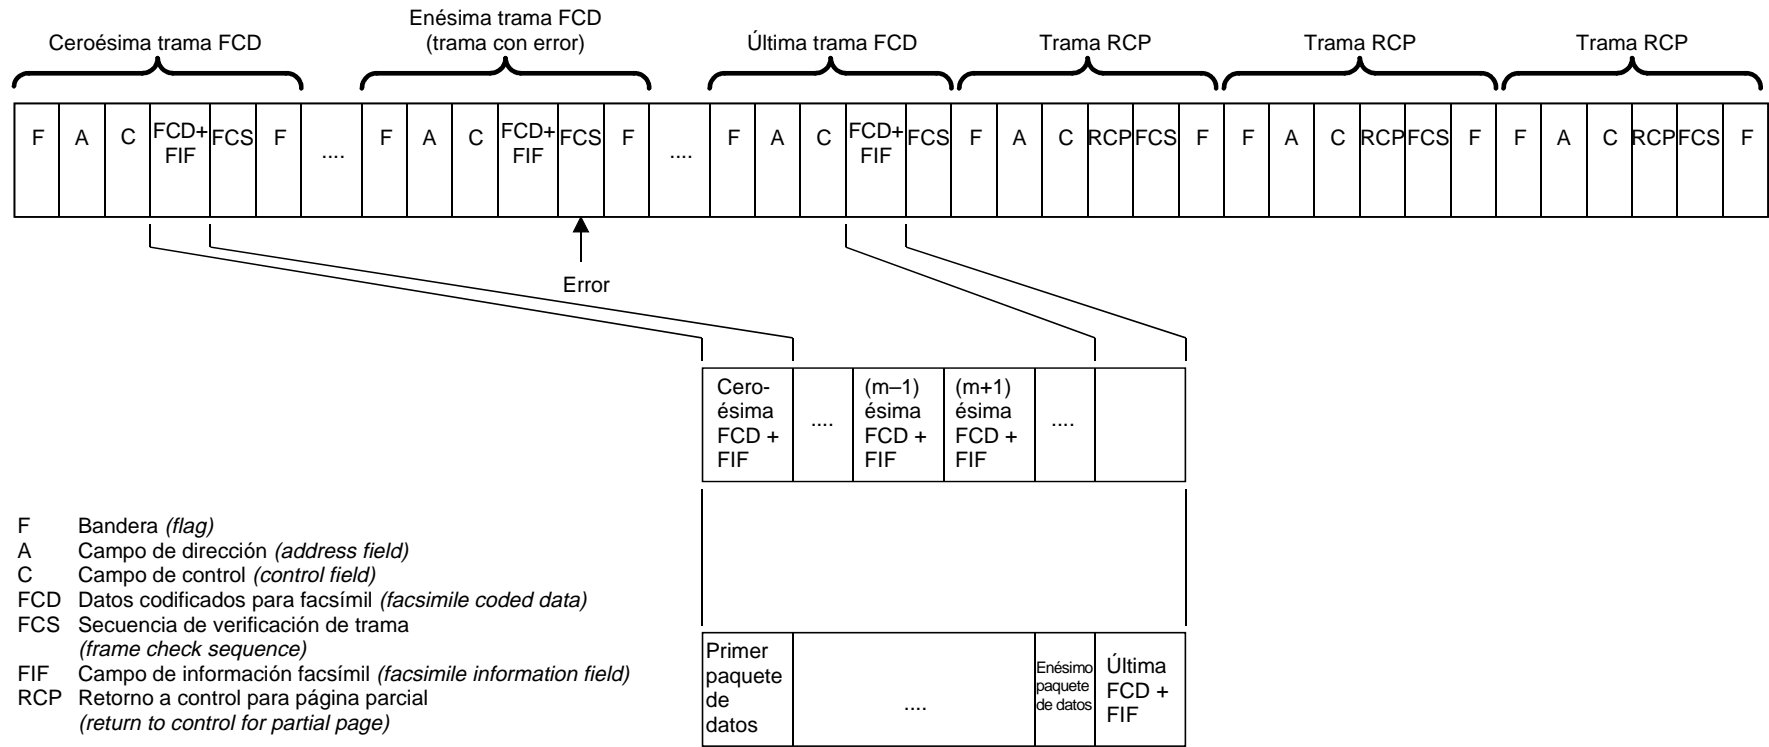 Enésima trama FCD
(trama con error)
Ceroésima trama FCD
Última trama FCD
Trama RCP
Trama RCP
Trama RCP
F A C FCD+ FIF FCS F .... F A C FCD+ FIF FCS F .... F A C FCD+ FIF FCS F A C RCP FCS F F A C RCP FCS F F A C RCP FCS F
Error
Cero-
ésima
FCD +
FIF
....
(m–1)
ésima
FCD +
FIF
(m+1)
ésima
FCD +
FIF
....
F Bandera (flag)
A Campo de dirección (address field)
C Campo de control (control field)
FCD Datos codificados para facsímil (facsimile coded data)
FCS Secuencia de verificación de trama
(frame check sequence)
FIF Campo de información facsímil (facsimile information field)
RCP Retorno a control para página parcial
(return to control for partial page)
Primer
paquete
de
datos
....
Enésimo
paquete
de datos
Última
FCD +
FIF